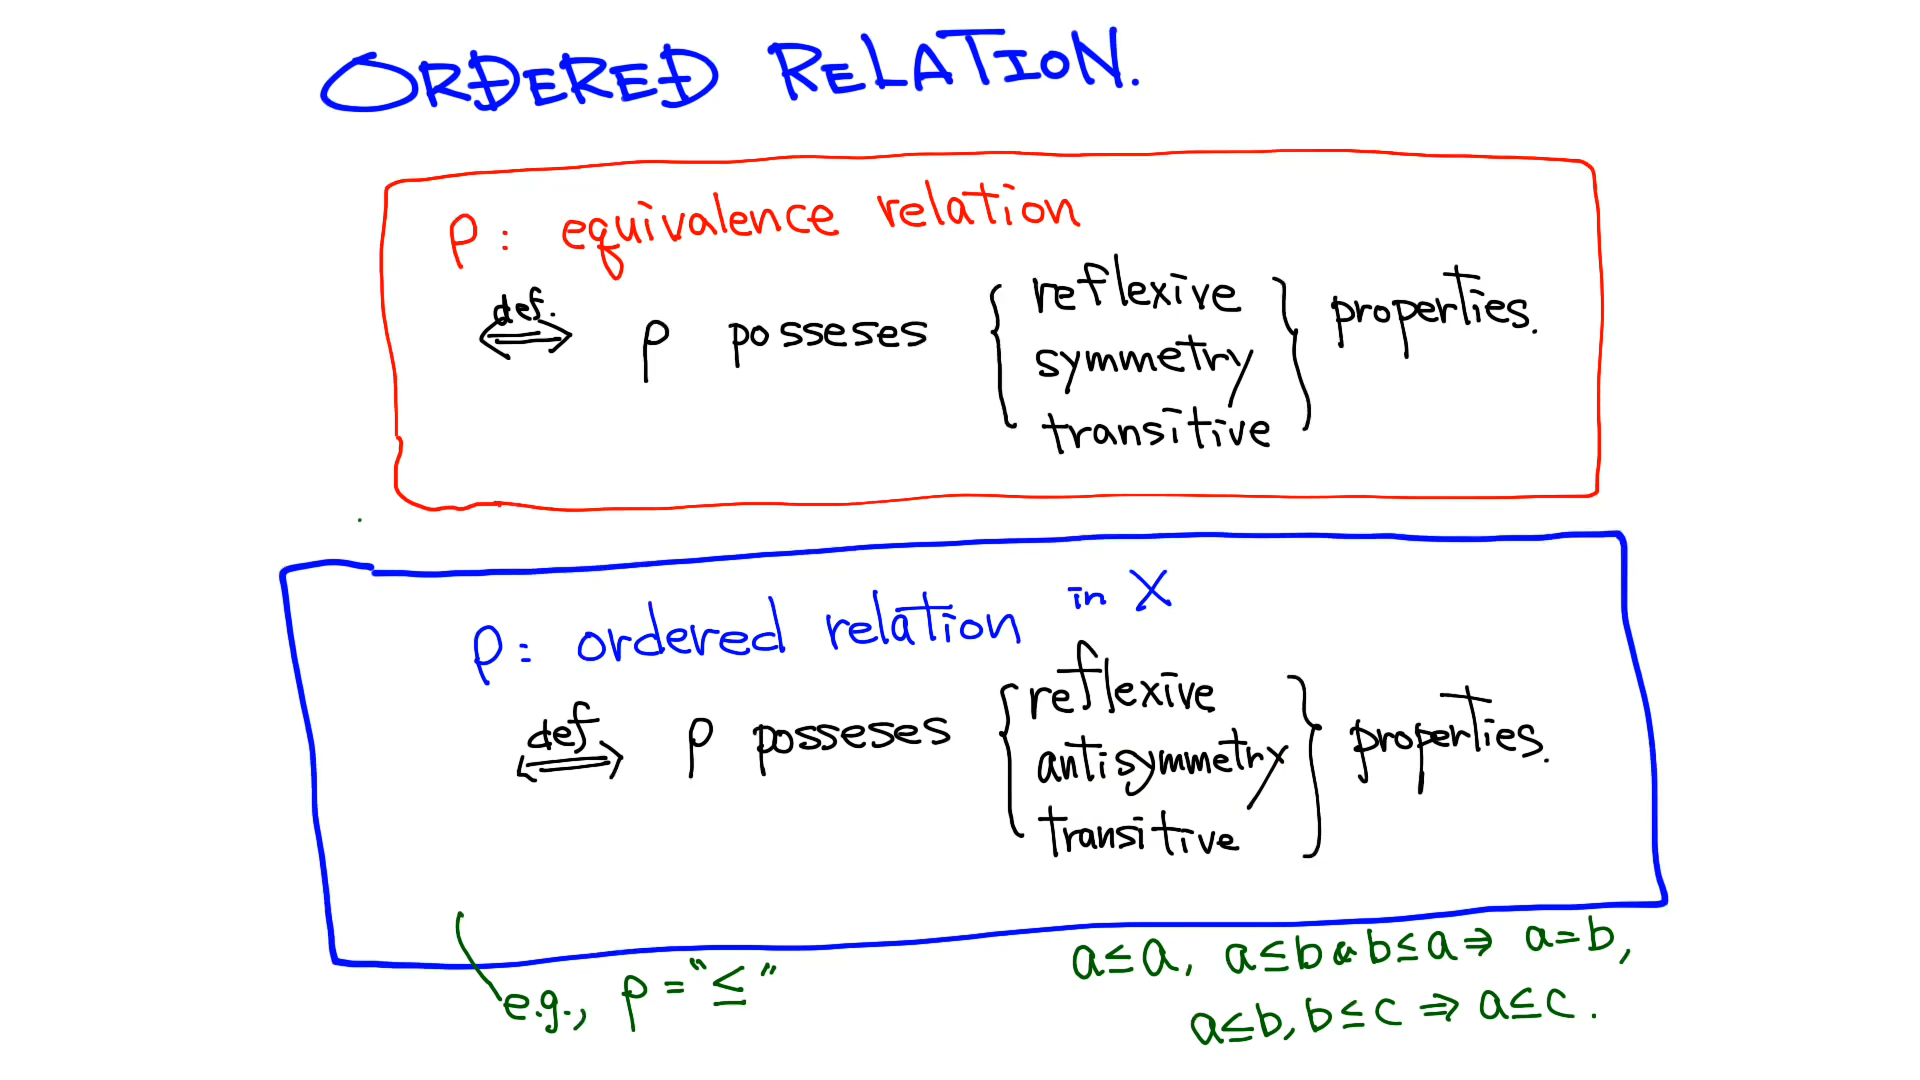 ORDERED RELATION.
ρ: equivalence relation
def. ⟺ ρ posseses { reflexive symmetry transitive } properties.
ρ: ordered relation in X
def ⟺ ρ posseses { reflexive antisymmetry transitive } properties.
e.g., ρ = "≤"
a≤a, a≤b & b≤a ⇒ a=b,
a≤b, b≤c ⇒ a≤c.